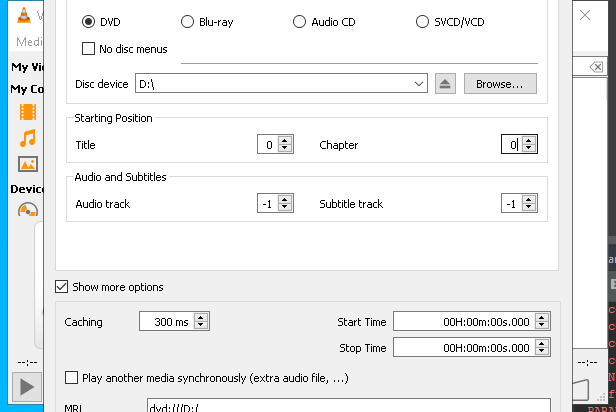 V
Medi
My Vi
My Co
Device
DVD Blu-ray Audio CD SVCD/VCD
No disc menus
Disc device D:\ Browse...
Starting Position
Title 0 Chapter 0
Audio and Subtitles
Audio track -1 Subtitle track -1
Show more options
Caching 300 ms Start Time 00H:00m:00s.000
Stop Time 00H:00m:00s.000
--:-- --:--
Play another media synchronously (extra audio file, ...)
MRL dvd:///D:/